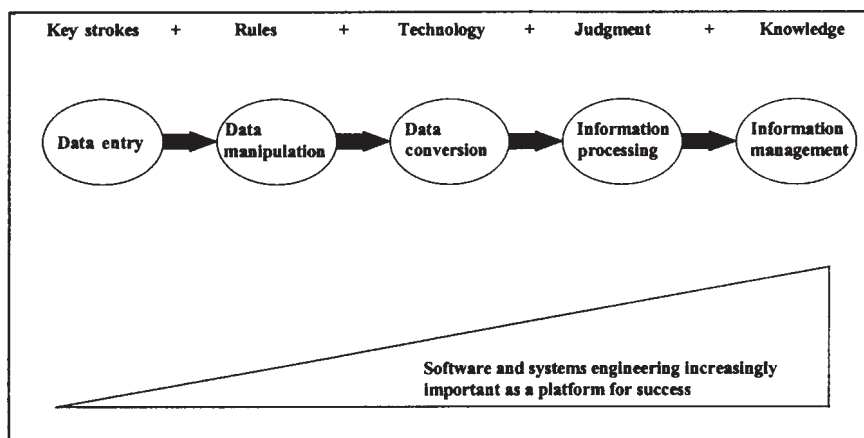 Key strokes + Rules + Technology + Judgment + Knowledge
Data entry
Data
manipulation
Data
conversion
Information
processing
Information
management
Software and systems engineering increasingly
important as a platform for success